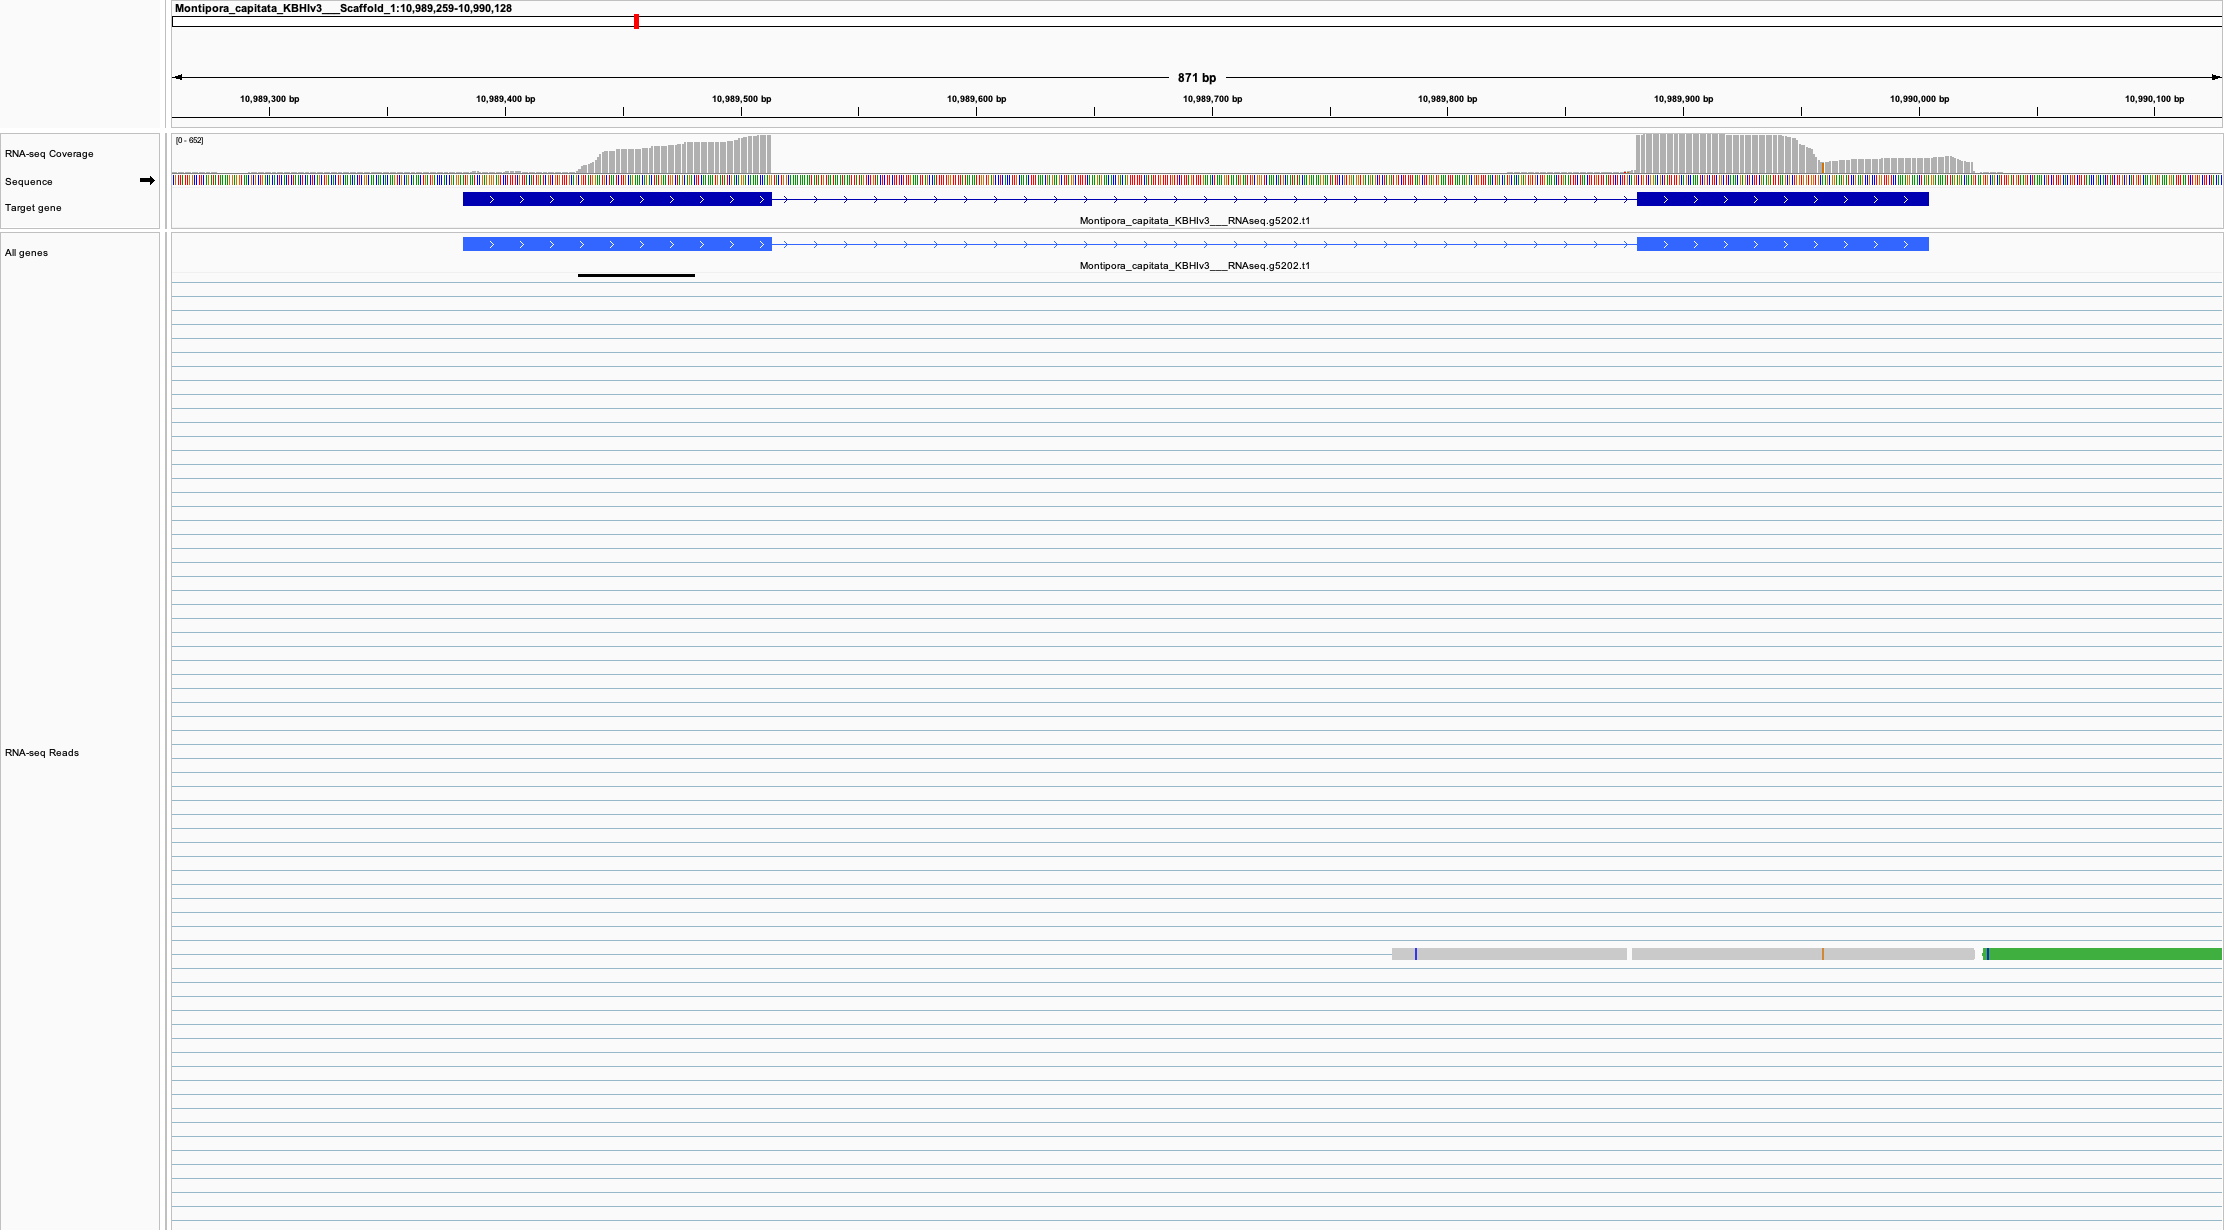 Montipora_capitata_KBHIv3___Scaffold_1:10,989,259-10,990,128
871 bp
10,989,300 bp 10,989,400 bp 10,989,500 bp 10,989,600 bp 10,989,700 bp 10,989,800 bp 10,989,900 bp 10,990,000 bp 10,990,100 bp
[0 - 652]
RNA-seq Coverage
Sequence
Target gene
Montipora_capitata_KBHIv3___RNAseq.g5202.t1
All genes
Montipora_capitata_KBHIv3___RNAseq.g5202.t1
RNA-seq Reads